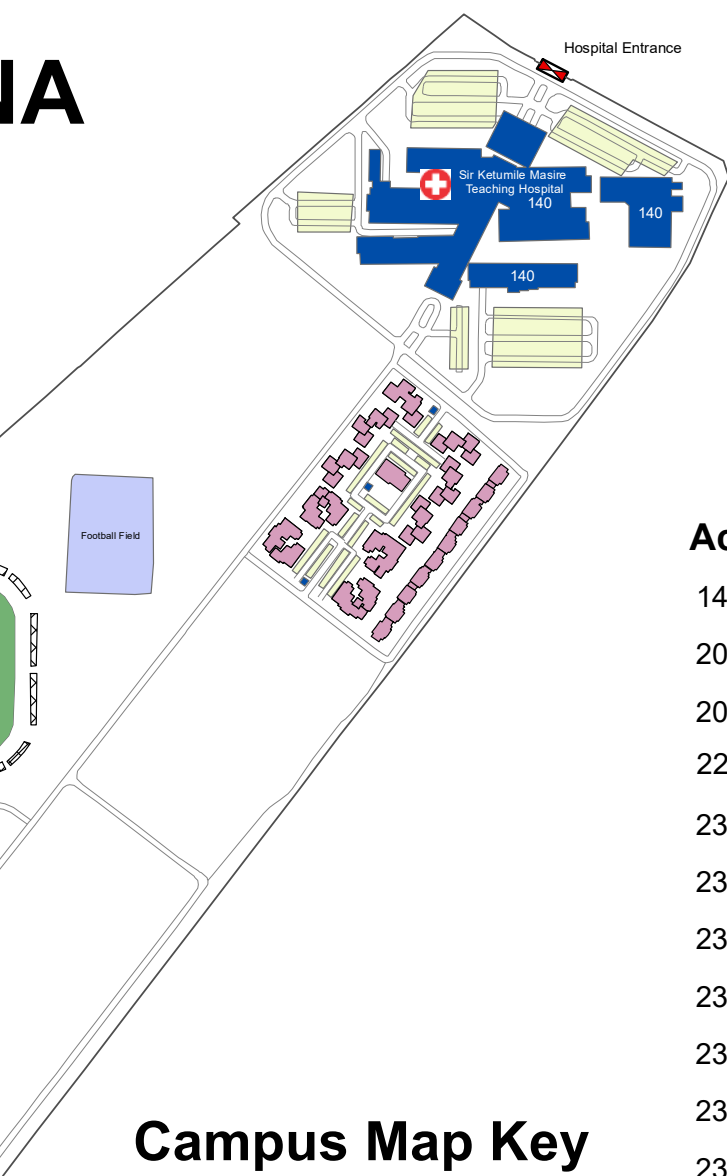 NA
Hospital Entrance
Sir Ketumile Masire
Teaching Hospital
140
140
140
Football Field
Ac
14
20
20
22
23
23
23
23
23
23
23
Campus Map Key